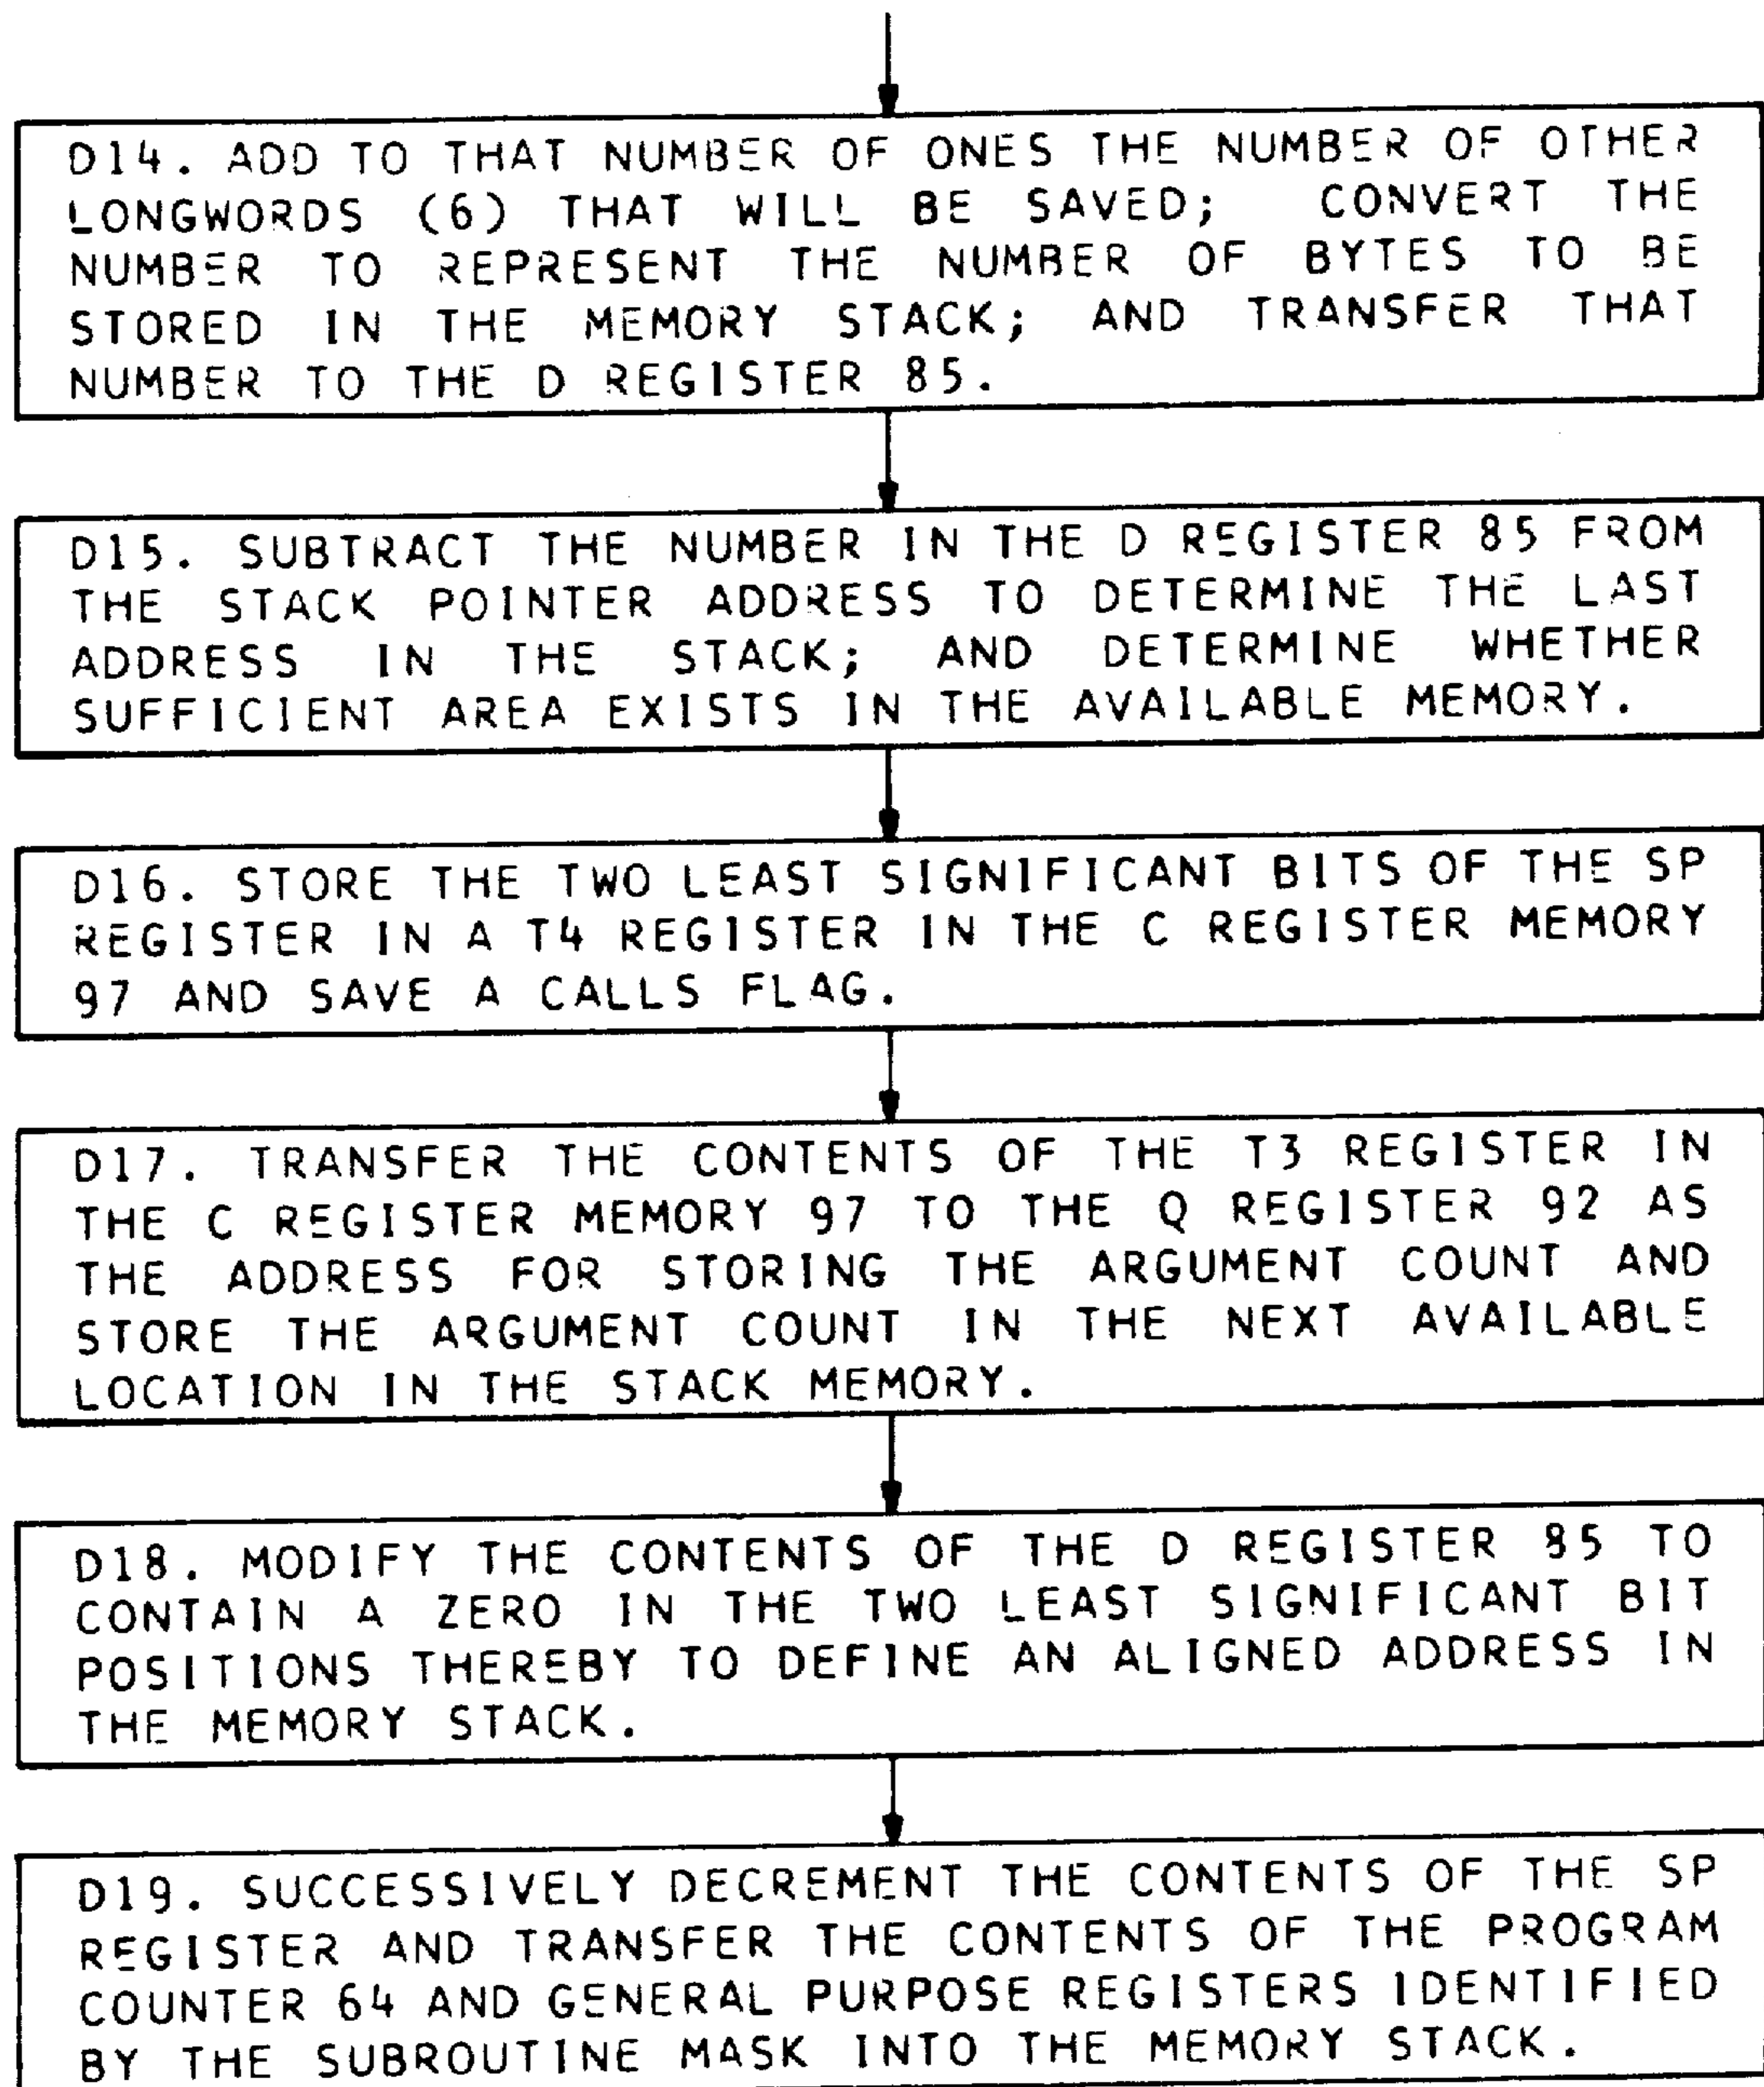 D14. ADD TO THAT NUMBER OF ONES THE NUMBER OF OTHER
LONGWORDS (6) THAT WILL BE SAVED; CONVERT THE
NUMBER TO REPRESENT THE NUMBER OF BYTES TO BE
STORED IN THE MEMORY STACK; AND TRANSFER THAT
NUMBER TO THE D REGISTER 85.
D15. SUBTRACT THE NUMBER IN THE D REGISTER 85 FROM
THE STACK POINTER ADDRESS TO DETERMINE THE LAST
ADDRESS IN THE STACK; AND DETERMINE WHETHER
SUFFICIENT AREA EXISTS IN THE AVAILABLE MEMORY.
D16. STORE THE TWO LEAST SIGNIFICANT BITS OF THE SP
REGISTER IN A T4 REGISTER IN THE C REGISTER MEMORY
97 AND SAVE A CALLS FLAG.
D17. TRANSFER THE CONTENTS OF THE T3 REGISTER IN
THE C REGISTER MEMORY 97 TO THE Q REGISTER 92 AS
THE ADDRESS FOR STORING THE ARGUMENT COUNT AND
STORE THE ARGUMENT COUNT IN THE NEXT AVAILABLE
LOCATION IN THE STACK MEMORY.
D18. MODIFY THE CONTENTS OF THE D REGISTER 85 TO
CONTAIN A ZERO IN THE TWO LEAST SIGNIFICANT BIT
POSITIONS THEREBY TO DEFINE AN ALIGNED ADDRESS IN
THE MEMORY STACK.
D19. SUCCESSIVELY DECREMENT THE CONTENTS OF THE SP
REGISTER AND TRANSFER THE CONTENTS OF THE PROGRAM
COUNTER 64 AND GENERAL PURPOSE REGISTERS IDENTIFIED
BY THE SUBROUTINE MASK INTO THE MEMORY STACK.